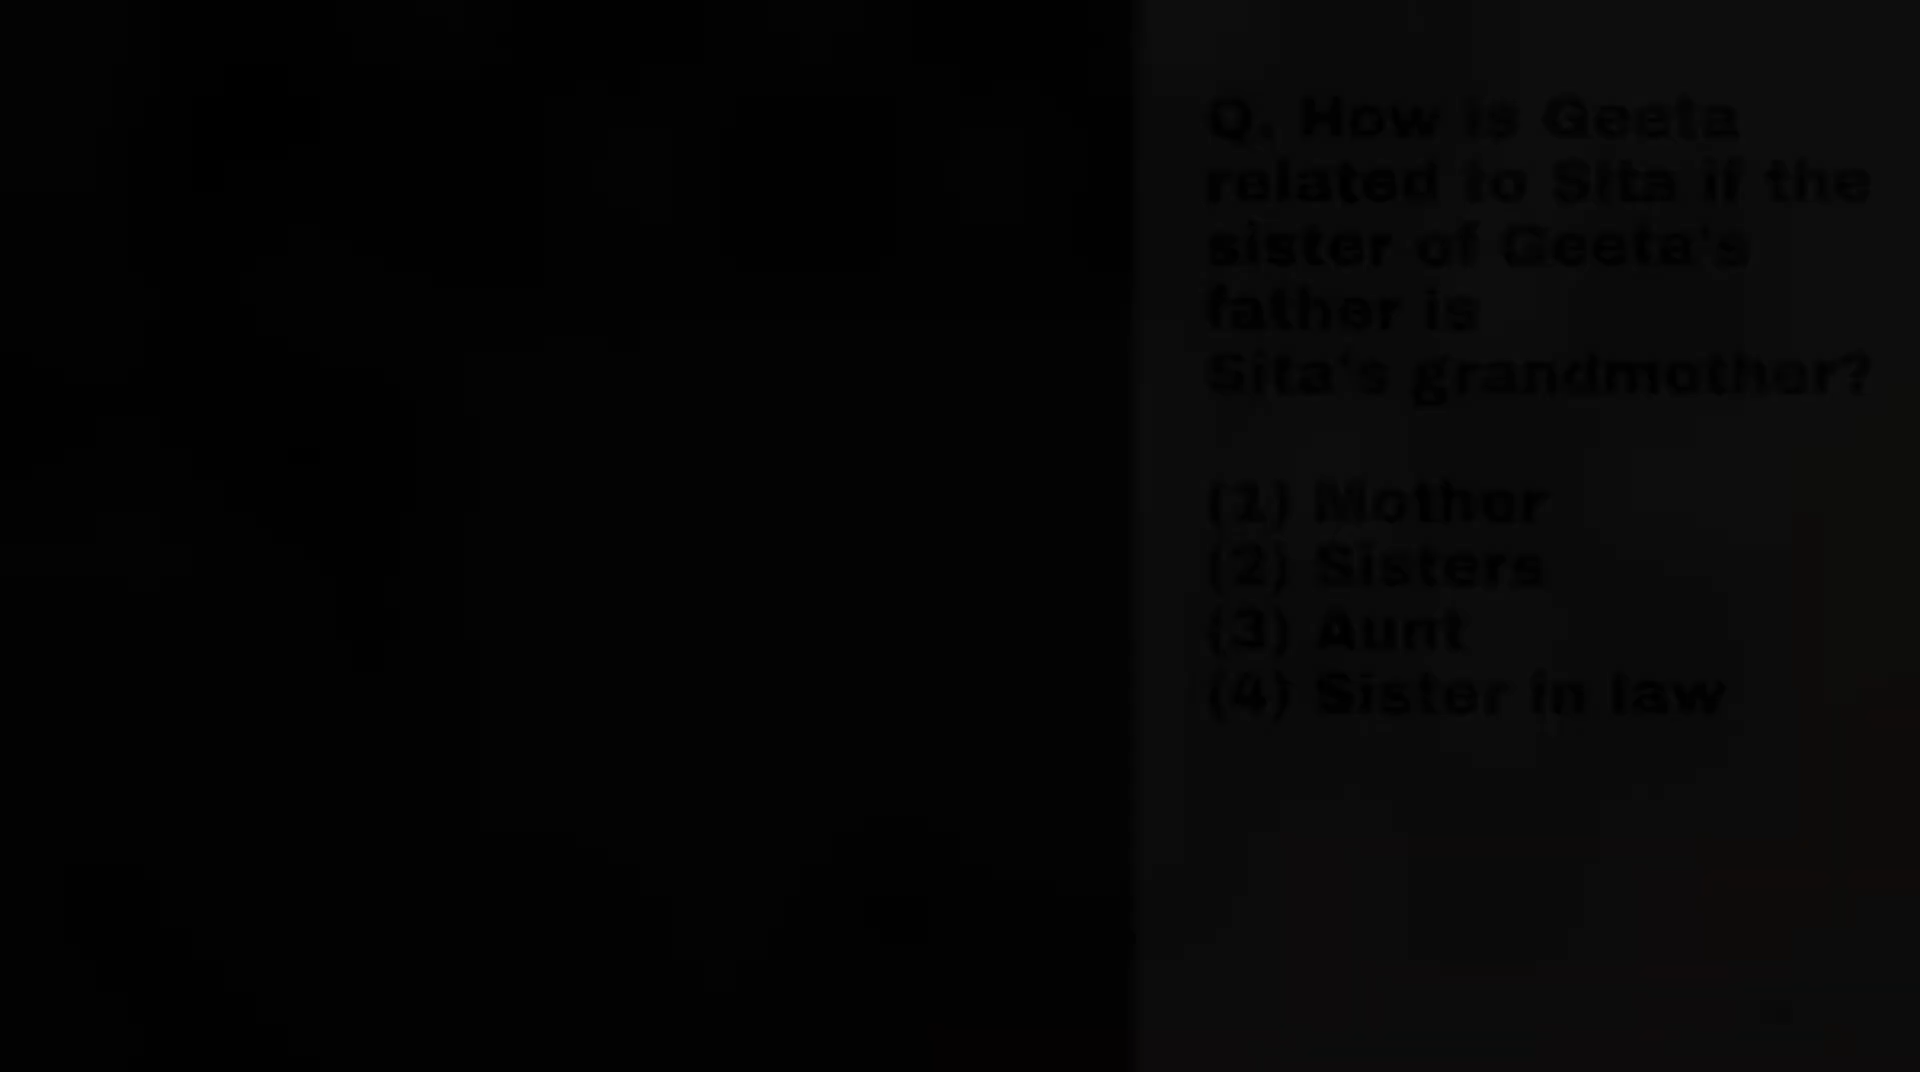 Q. How is Geeta
related to Sita if the
sister of Geeta's
father is
Sita's grandmother?
(1) Mother
(2) Sisters
(3) Aunt
(4) Sister in law